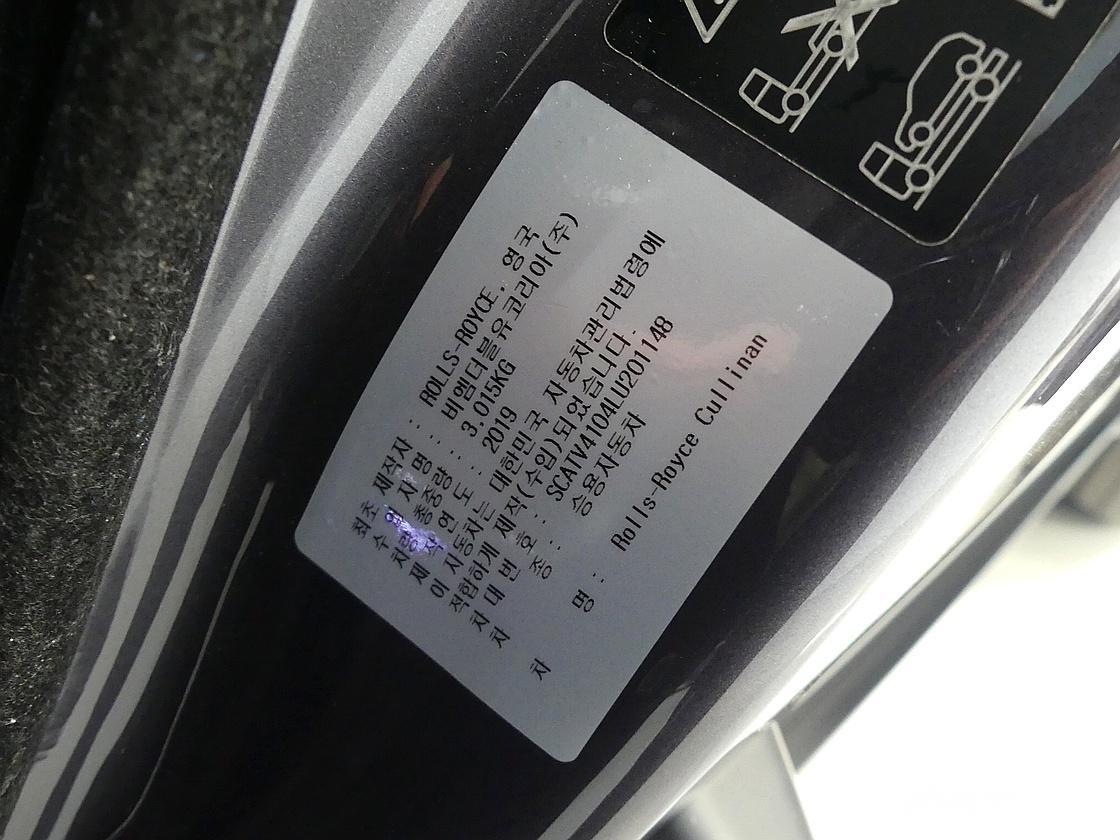 최초 제작자 : ROLLS-ROYCE, 영국
수입자명 : 비엠더블유코리아(주)
차량총중량 : 3,015KG
제작연도 : 2019
이 자동차는 대한민국 자동차관리법령에
적합하게 제작(수입)되었습니다.
차대번호 : SCATV4104LU201148
차 종 : 승용자동차
차 명 : Rolls-Royce Cullinan